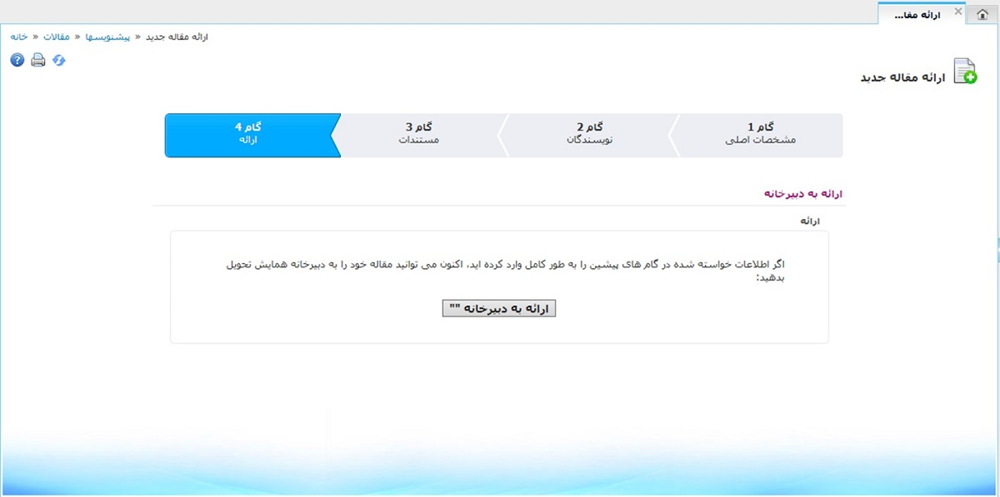 ارائه مقا...
خانه » مقالات » پیشنویسها » ارائه مقاله جدید
ارائه مقاله جدید
گام 1
مشخصات اصلی
گام 2
نویسندگان
گام 3
مستندات
گام 4
ارائه
ارائه به دبیرخانه
ارائه
اگر اطلاعات خواسته شده در گام های پیشین را به طور کامل وارد کرده اید، اکنون می توانید مقاله خود را به دبیرخانه همایش تحویل
بدهید:
ارائه به دبیرخانه ""